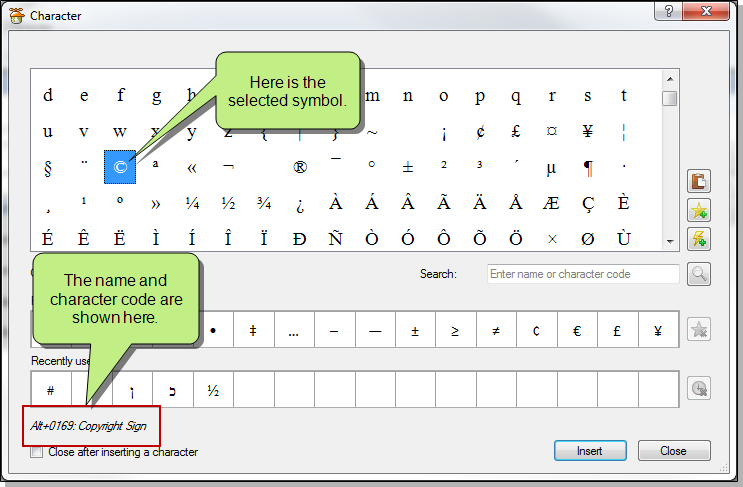 Character
?
Here is the
selected symbol.
d e f g h m n o p q r s t
u v w x y z { | } ~ ¡ ¢ £ ¤ ¥ ¦
§ ¨ © ª « ¬ ® ¯ ° ± ² ³ ´ µ ¶ ·
¸ ¹ º » ¼ ½ ¾ ¿ À Á Â Ã Ä Å Æ Ç È
É Ê Ë Ì Í Î Ï Ð Ñ Ò Ó Ô Õ Ö × Ø Ù
Search: Enter name or character code
The name and
character code are
shown here.
• ‡ ... – — ± ≥ ≠ ¢ € £ ¥
Recently use
# ן כ ½
Alt+0169: Copyright Sign
Close after inserting a character
Insert Close